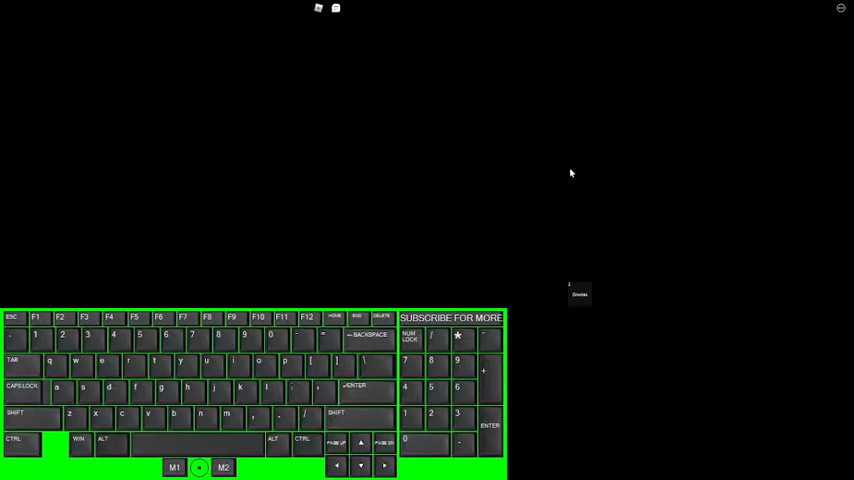 2
Emotes
ESC F1 F2 F3 F4 F5 F6 F7 F8 F9 F10 F11 F12 HOME END DELETE SUBSCRIBE FOR MORE
1 2 3 4 5 6 7 8 9 0 - = ←BACKSPACE NUM LOCK / * -
TAB q w e r t y u i o p [ ] \ 7 8 9 +
CAPS LOCK a s d f g h j k l ; ' ↵ENTER 4 5 6
SHIFT z x c v b n m , . / SHIFT 1 2 3 ENTER
CTRL WIN ALT ALT CTRL PAGE UP ▲ PAGE DN 0 .
M1 M2 ◄ ▼ ►